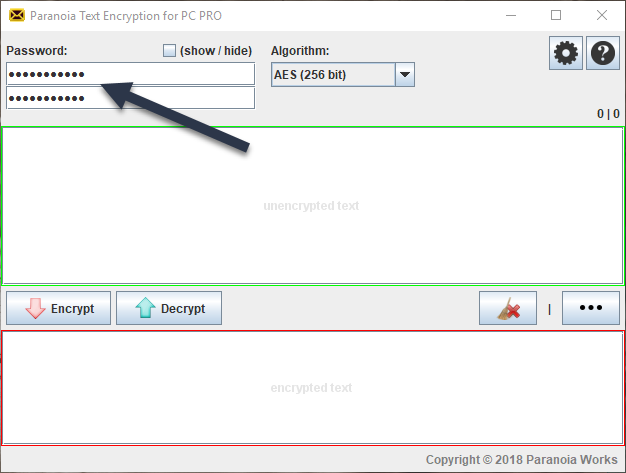 Paranoia Text Encryption for PC PRO
Password:
(show / hide)
Algorithm:
•••••••••••
AES (256 bit)
•••••••••••
0 | 0
unencrypted text
Encrypt
Decrypt
|
•••
encrypted text
Copyright © 2018 Paranoia Works